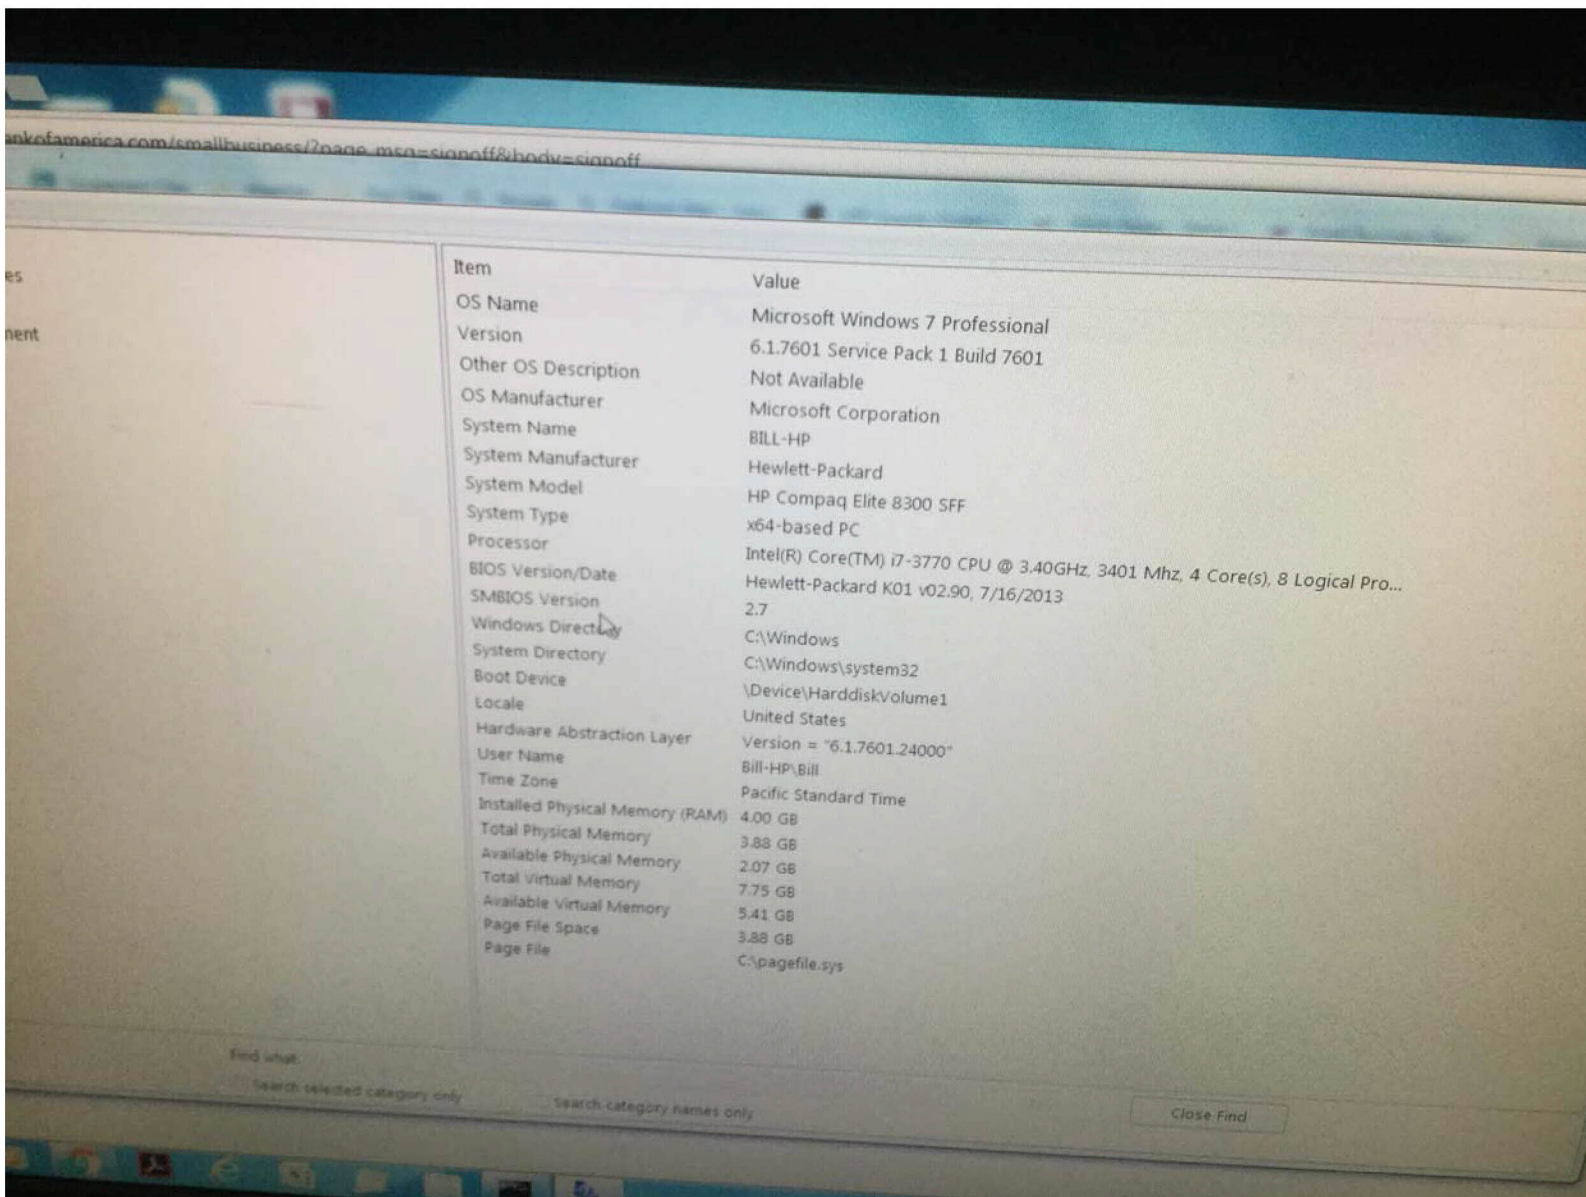 ankofamerica.com/smallbusiness/?page_msg=signoff&body=signoff
es
ment
Item Value
OS Name Microsoft Windows 7 Professional
Version 6.1.7601 Service Pack 1 Build 7601
Other OS Description Not Available
OS Manufacturer Microsoft Corporation
System Name BILL-HP
System Manufacturer Hewlett-Packard
System Model HP Compaq Elite 8300 SFF
System Type x64-based PC
Processor Intel(R) Core(TM) i7-3770 CPU @ 3.40GHz, 3401 Mhz, 4 Core(s), 8 Logical Pro...
BIOS Version/Date Hewlett-Packard K01 v02.90, 7/16/2013
SMBIOS Version 2.7
Windows Directory C:\Windows
System Directory C:\Windows\system32
Boot Device \Device\HarddiskVolume1
Locale United States
Hardware Abstraction Layer Version = "6.1.7601.24000"
User Name Bill-HP\Bill
Time Zone Pacific Standard Time
Installed Physical Memory (RAM) 4.00 GB
Total Physical Memory 3.88 GB
Available Physical Memory 2.07 GB
Total Virtual Memory 7.75 GB
Available Virtual Memory 5.41 GB
Page File Space 3.88 GB
Page File C:\pagefile.sys
Find what:
Search selected category only Search category names only Close Find